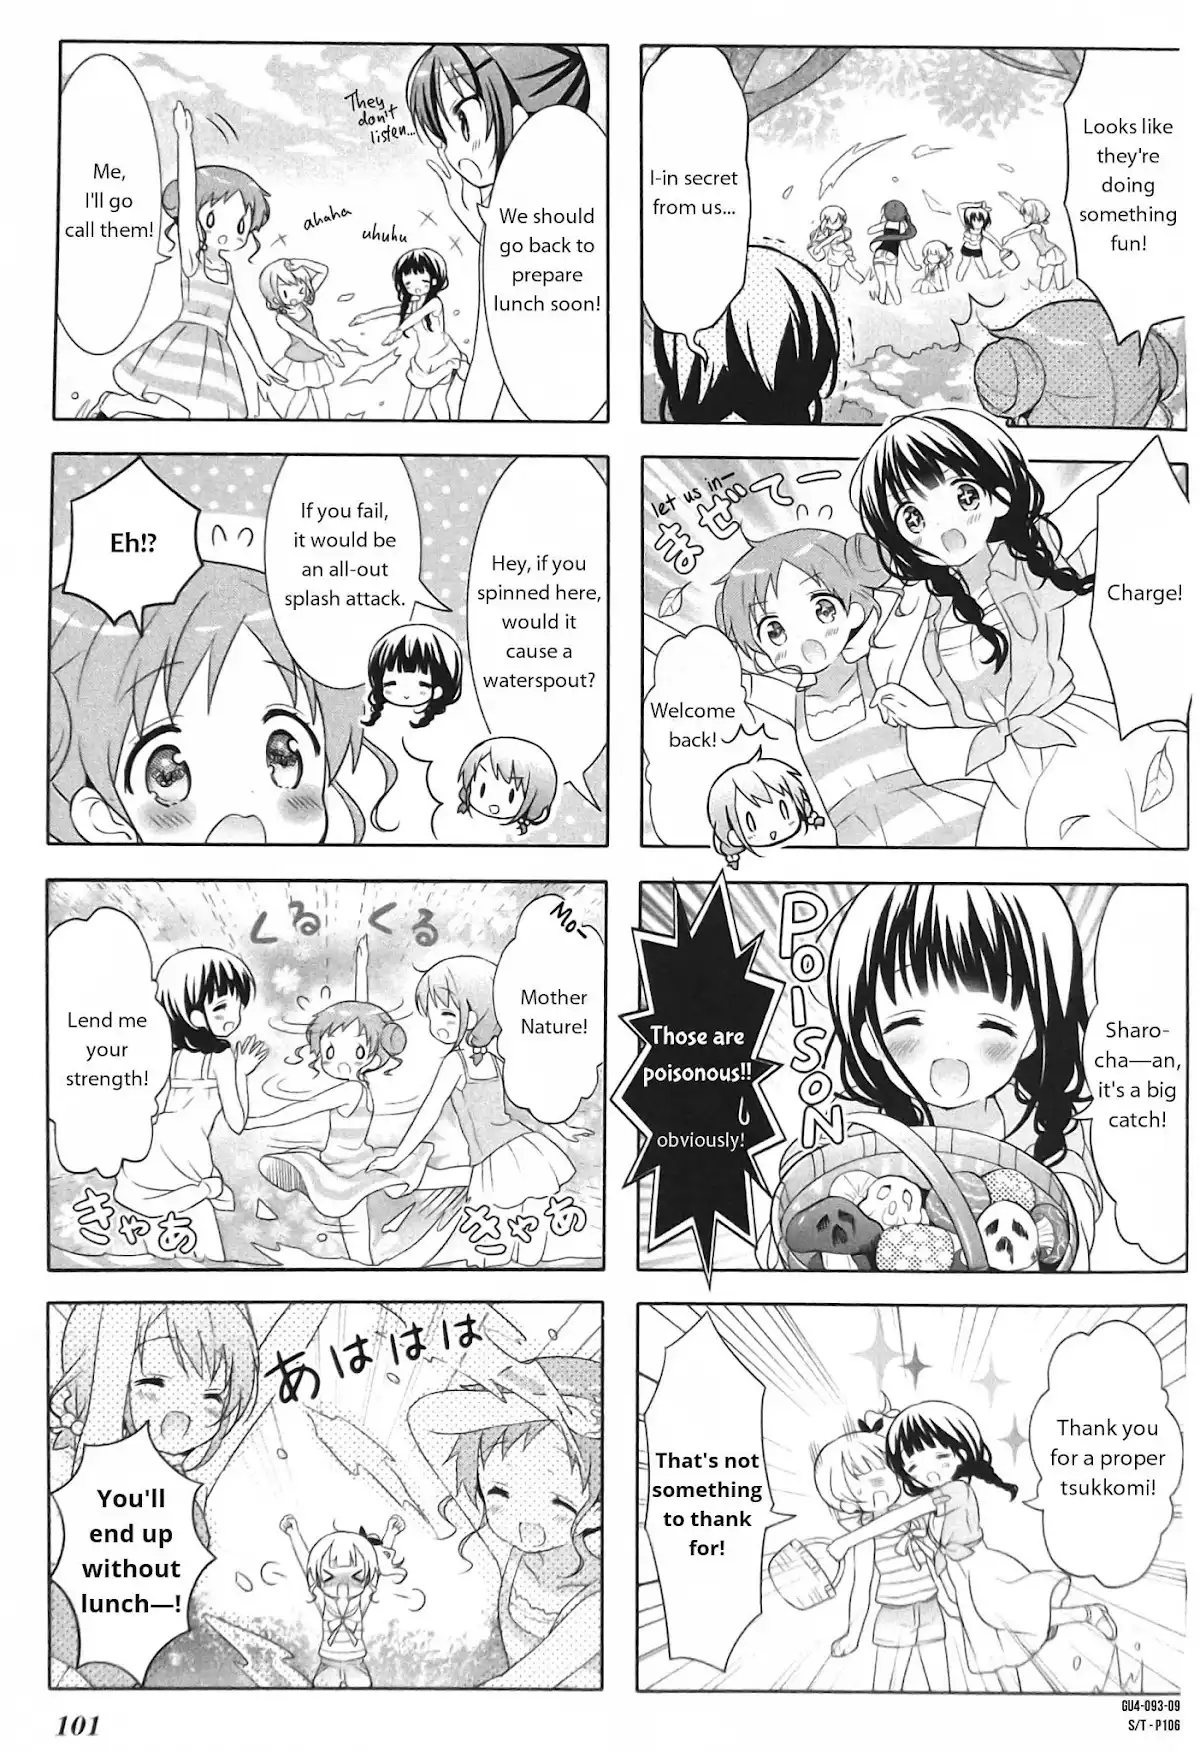 Looks like
they're
doing
something
fun!
I-in secret
from us...
Charge!
let us in—
まぜてー
Welcome
back!
Sharo-
cha—an,
it's a big
catch!
POISON
Those are
poisonous!!
obviously!
Thank you
for a proper
tsukkomi!
That's not
something
to thank
for!
We should
go back to
prepare
lunch soon!
They
don't
listen...
uhuhu
ahaha
Me,
I'll go
call them!
Hey, if you
spinned here,
would it
cause a
waterspout?
If you fail,
it would be
an all-out
splash attack.
Eh!?
Mo—
Mother
Nature!
くるくる
Lend me
your
strength!
きゃあ
きゃあ
あははは
You'll
end up
without
lunch—!
101
GU4-093-09
S/T - P106